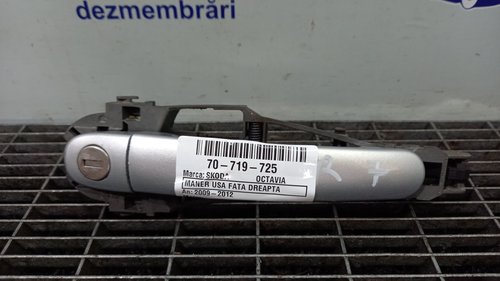 dezmembrări
70-719-725
Marca: SKODA OCTAVIA
MANER USA FATA DREAPTA
An: 2009-2012
R +